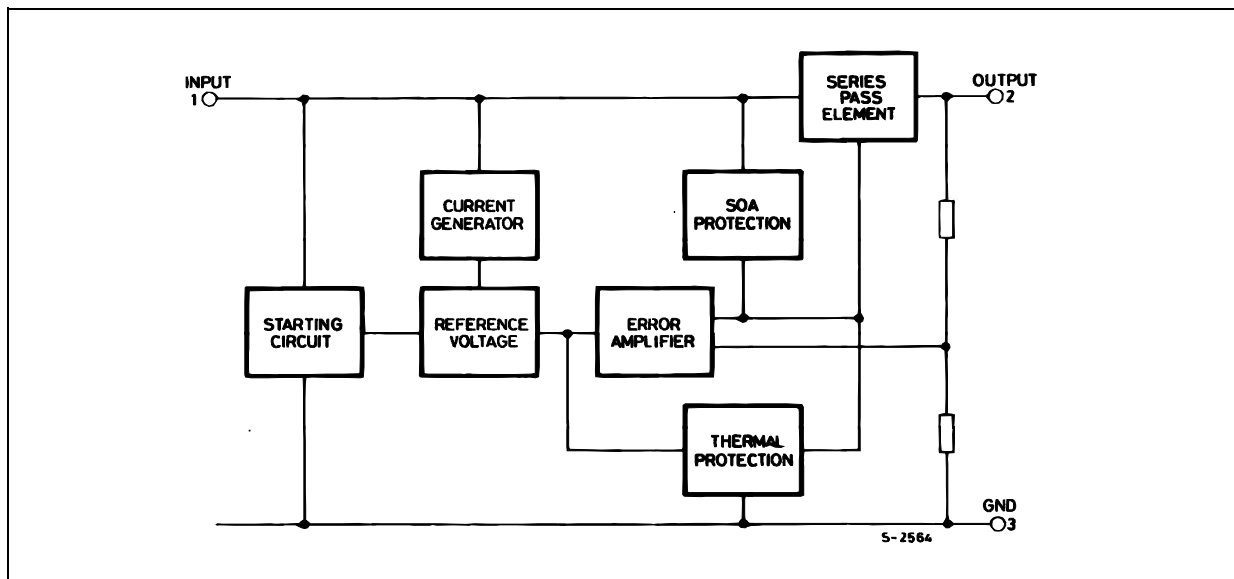 INPUT
1
SERIES
PASS
ELEMENT
OUTPUT
2
CURRENT
GENERATOR
SOA
PROTECTION
STARTING
CIRCUIT
REFERENCE
VOLTAGE
ERROR
AMPLIFIER
THERMAL
PROTECTION
GND
3
S-2564